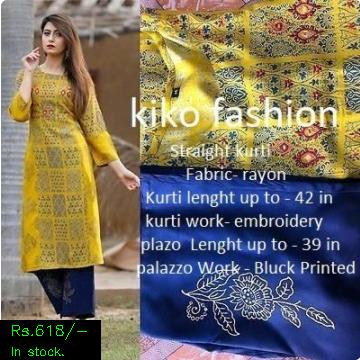 kiko fashion
Straight kurti
Fabric- rayon
Kurti lenght up to - 42 in
kurti work- embroidery
plazo Lenght up to - 39 in
palazzo Work - Bluck Printed
Rs.618/-
In stock.